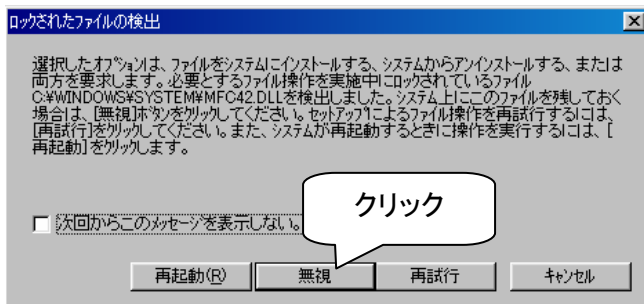 ロックされたファイルの検出
選択したオプションは、ファイルをシステムにインストールする、システムからアンインストールする、または
両方を要求します。必要とするファイル操作を実施中にロックされているファイル
C:¥WINDOWS¥SYSTEM¥MFC42.DLLを検出しました。システム上にこのファイルを残しておく
場合は、[無視]ボタンをクリックしてください。セットアップによるファイル操作を再試行するには、
[再試行]をクリックしてください。また、システムが再起動するときに操作を実行するには、[
再起動]をクリックします。
クリック
次回からこのメッセージを表示しない。
再起動(R) 無視 再試行 キャンセル